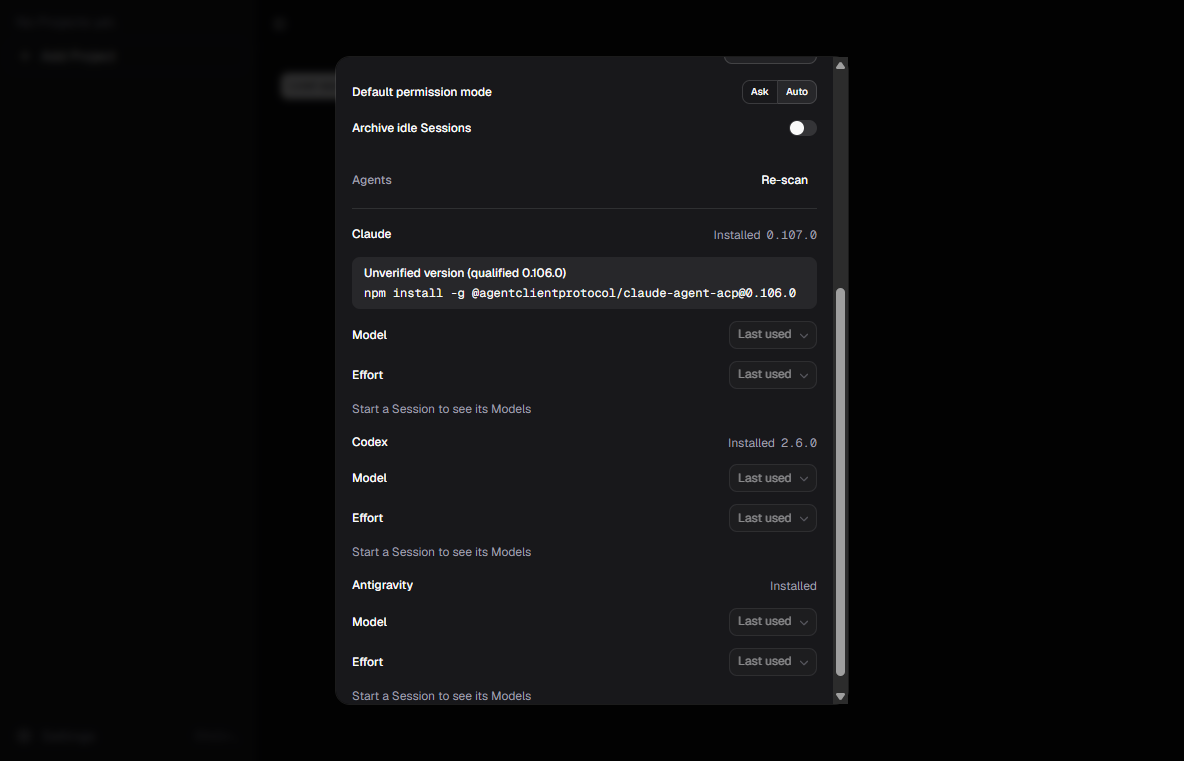 Default permission mode
Ask Auto
Archive idle Sessions
Agents
Re-scan
Claude
Installed 0.107.0
Unverified version (qualified 0.106.0)
npm install -g @agentclientprotocol/claude-agent-acp@0.106.0
Model
Last used
Effort
Last used
Start a Session to see its Models
Codex
Installed 2.6.0
Model
Last used
Effort
Last used
Start a Session to see its Models
Antigravity
Installed
Model
Last used
Effort
Last used
Start a Session to see its Models